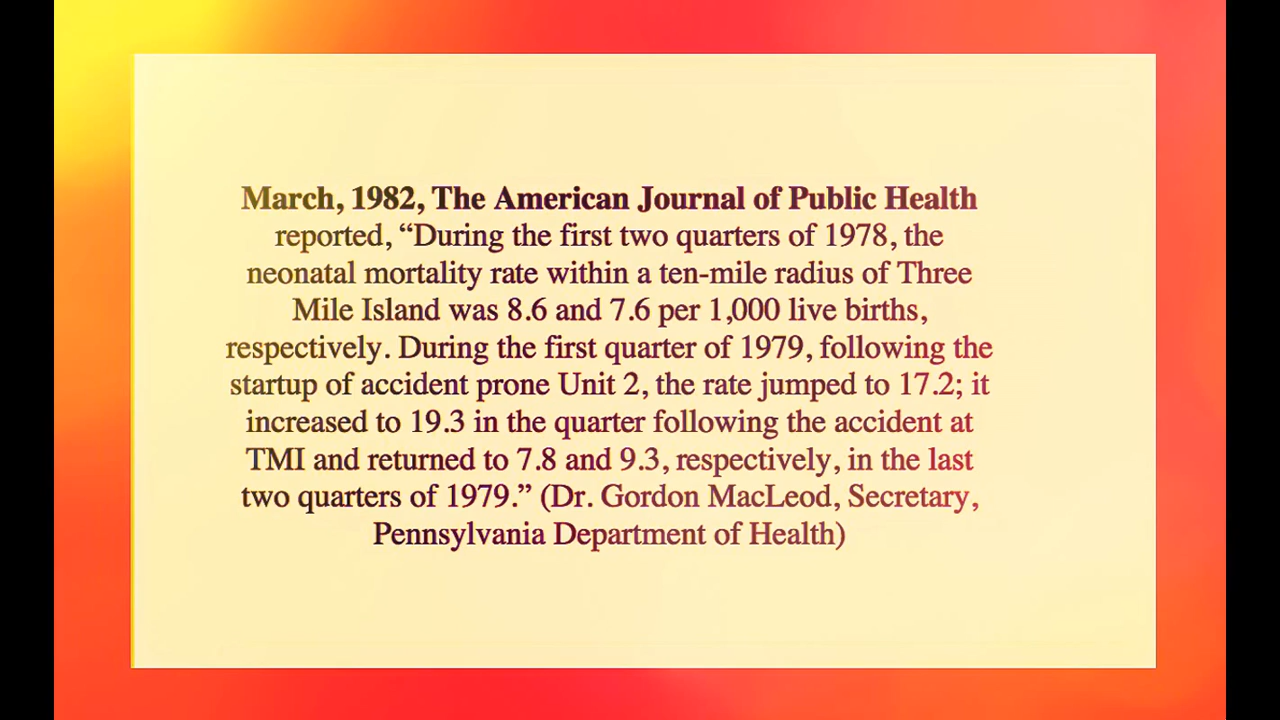 March, 1982, The American Journal of Public Health
reported, “During the first two quarters of 1978, the
neonatal mortality rate within a ten-mile radius of Three
Mile Island was 8.6 and 7.6 per 1,000 live births,
respectively. During the first quarter of 1979, following the
startup of accident prone Unit 2, the rate jumped to 17.2; it
increased to 19.3 in the quarter following the accident at
TMI and returned to 7.8 and 9.3, respectively, in the last
two quarters of 1979.” (Dr. Gordon MacLeod, Secretary,
Pennsylvania Department of Health)